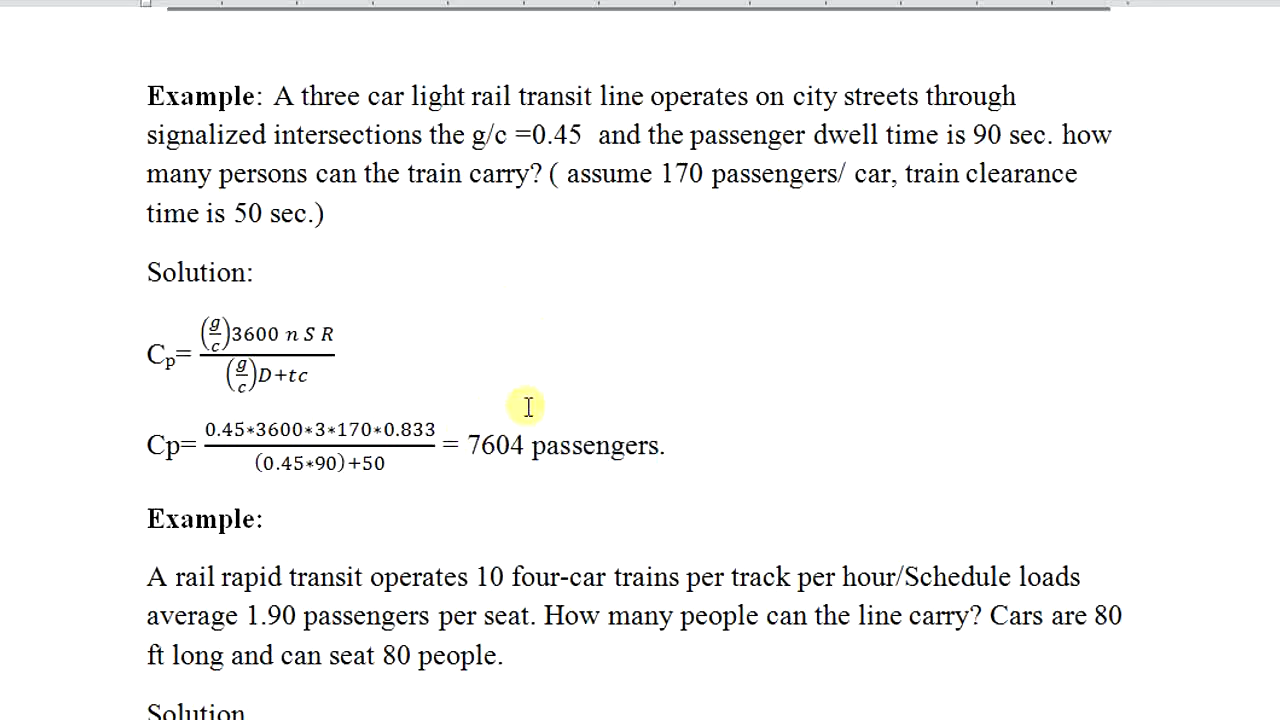 Example: A three car light rail transit line operates on city streets through
signalized intersections the g/c =0.45 and the passenger dwell time is 90 sec. how
many persons can the train carry? ( assume 170 passengers/ car, train clearance
time is 50 sec.)
Solution:
Cp= (g/c)3600 n S R / (g/c)D+tc
Cp= 0.45*3600*3*170*0.833 / (0.45*90)+50 = 7604 passengers.
Example:
A rail rapid transit operates 10 four-car trains per track per hour/Schedule loads
average 1.90 passengers per seat. How many people can the line carry? Cars are 80
ft long and can seat 80 people.
Solution